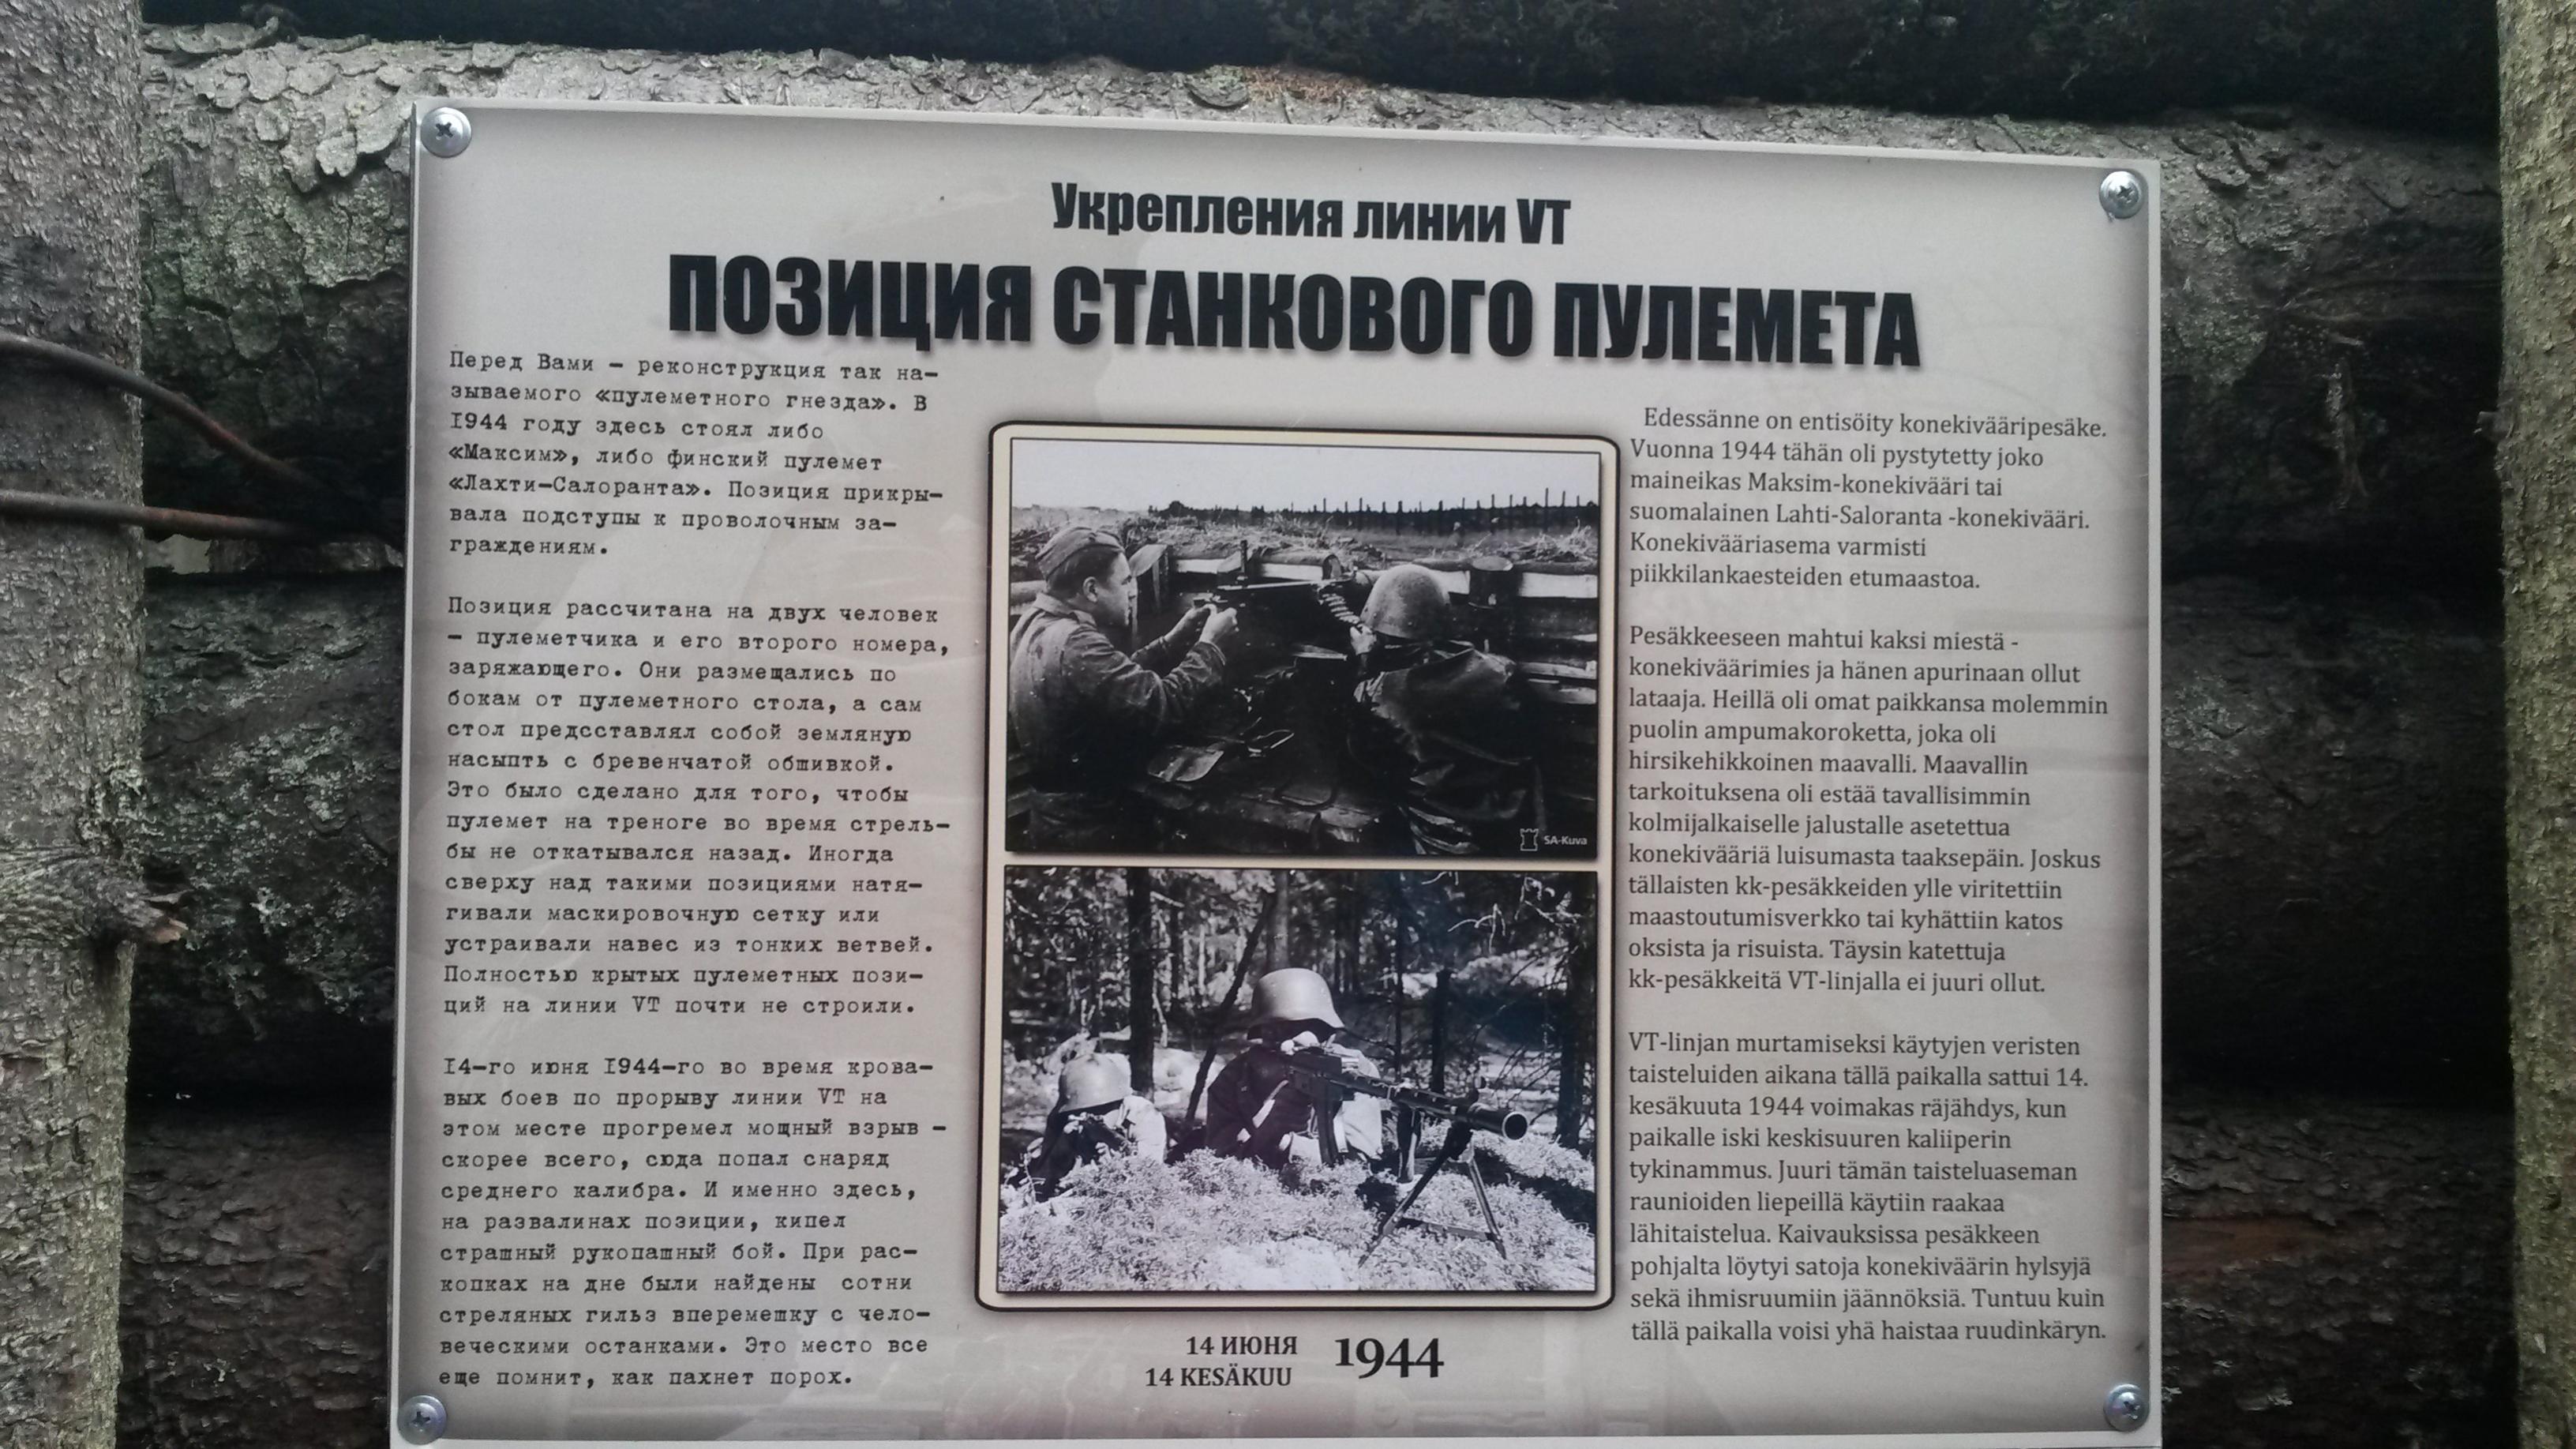 Укрепления линии VT
ПОЗИЦИЯ СТАНКОВОГО ПУЛЕМЕТА
Перед Вами – реконструкция так на-
зываемого «пулеметного гнезда». В
1944 году здесь стоял либо
«Максим», либо финский пулемет
«Лахти-Салоранта». Позиция прикры-
вала подступы к проволочным за-
граждениям.
Позиция рассчитана на двух человек
– пулеметчика и его второго номера,
заряжающего. Они размещались по
бокам от пулеметного стола, а сам
стол предсставлял собой земляную
насыпть с бревенчатой обшивкой.
Это было сделано для того, чтобы
пулемет на треноге во время стрель-
бы не откатывался назад. Иногда
сверху над такими позициями натя-
гивали маскировочную сетку или
устраивали навес из тонких ветвей.
Полностью крытых пулеметных пози-
ций на линии VT почти не строили.
14-го июня 1944-го во время крова-
вых боев по прорыву линии VT на
этом месте прогремел мощный взрыв –
скорее всего, сюда попал снаряд
среднего калибра. И именно здесь,
на развалинах позиции, кипел
страшный рукопашный бой. При рас-
копках на дне были найдены сотни
стреляных гильз вперемешку с чело-
веческими останками. Это место все
еще помнит, как пахнет порох.
SA-Kuva
14 ИЮНЯ
14 KESÄKUU
1944
Edessänne on entisöity konekivääripesäke.
Vuonna 1944 tähän oli pystytetty joko
maineikas Maksim-konekivääri tai
suomalainen Lahti-Saloranta -konekivääri.
Konekivääriasema varmisti
piikkilankaesteiden etumaastoa.
Pesäkkeeseen mahtui kaksi miestä -
konekiväärimies ja hänen apurinaan ollut
lataaja. Heillä oli omat paikkansa molemmin
puolin ampumakoroketta, joka oli
hirsikehikkoinen maavalli. Maavallin
tarkoituksena oli estää tavallisimmin
kolmijalkaiselle jalustalle asetettua
konekivääriä luisumasta taaksepäin. Joskus
tällaisten kk-pesäkkeiden ylle viritettiin
maastoutumisverkko tai kyhättiin katos
oksista ja risuista. Täysin katettuja
kk-pesäkkeitä VT-linjalla ei juuri ollut.
VT-linjan murtamiseksi käytyjen veristen
taisteluiden aikana tällä paikalla sattui 14.
kesäkuuta 1944 voimakas räjähdys, kun
paikalle iski keskisuuren kaliiperin
tykinammus. Juuri tämän taisteluaseman
raunioiden liepeillä käytiin raakaa
lähitaistelua. Kaivauksissa pesäkkeen
pohjalta löytyi satoja konekiväärin hylsyjä
sekä ihmisruumiin jäännöksiä. Tuntuu kuin
tällä paikalla voisi yhä haistaa ruudinkäryn.